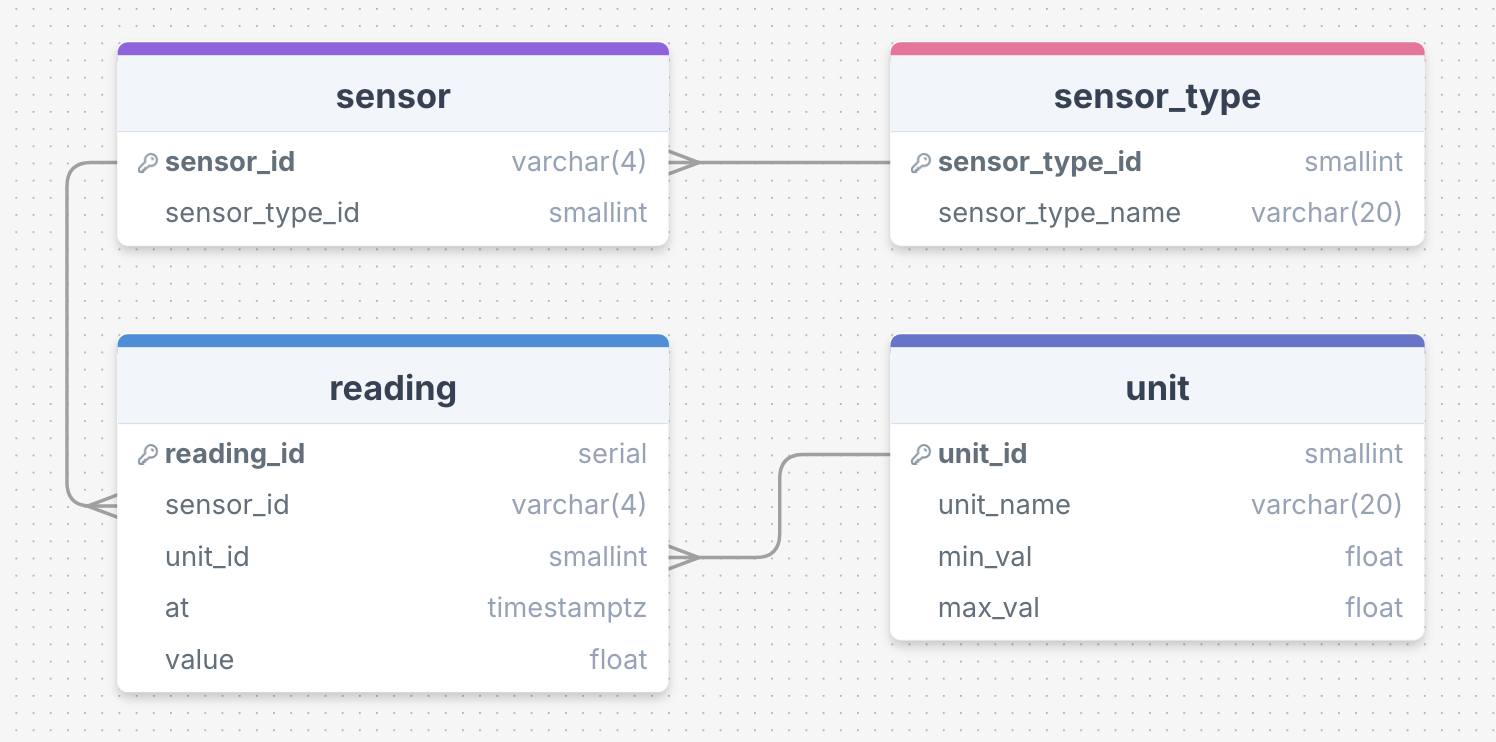 sensor
sensor_id varchar(4)
sensor_type_id smallint
sensor_type
sensor_type_id smallint
sensor_type_name varchar(20)
reading
reading_id serial
sensor_id varchar(4)
unit_id smallint
at timestamptz
value float
unit
unit_id smallint
unit_name varchar(20)
min_val float
max_val float